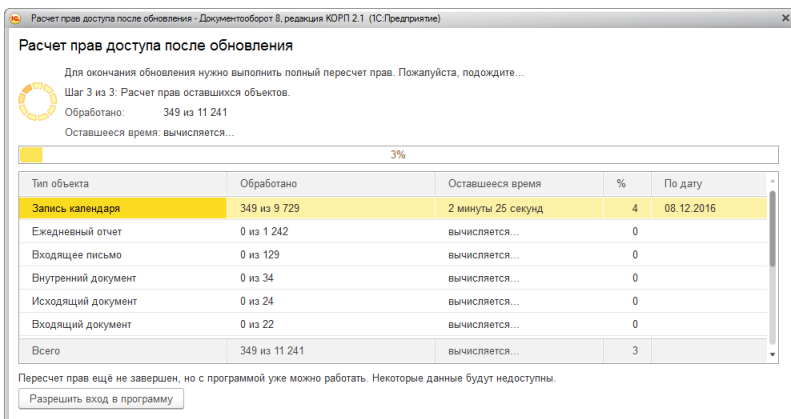 1С Расчет прав доступа после обновления - Документооборот 8, редакция КОРП 2.1 (1С:Предприятие)
Расчет прав доступа после обновления
Для окончания обновления нужно выполнить полный пересчет прав. Пожалуйста, подождите...
Шаг 3 из 3: Расчет прав оставшихся объектов.
Обработано: 349 из 11 241
Оставшееся время: вычисляется...
3%
Тип объекта Обработано Оставшееся время % По дату
Запись календаря 349 из 9 729 2 минуты 25 секунд 4 08.12.2016
Ежедневный отчет 0 из 1 242 вычисляется... 0
Входящее письмо 0 из 129 вычисляется... 0
Внутренний документ 0 из 34 вычисляется... 0
Исходящий документ 0 из 24 вычисляется... 0
Входящий документ 0 из 22 вычисляется... 0
Всего 349 из 11 241 вычисляется... 3
Пересчет прав ещё не завершен, но с программой уже можно работать. Некоторые данные будут недоступны.
Разрешить вход в программу